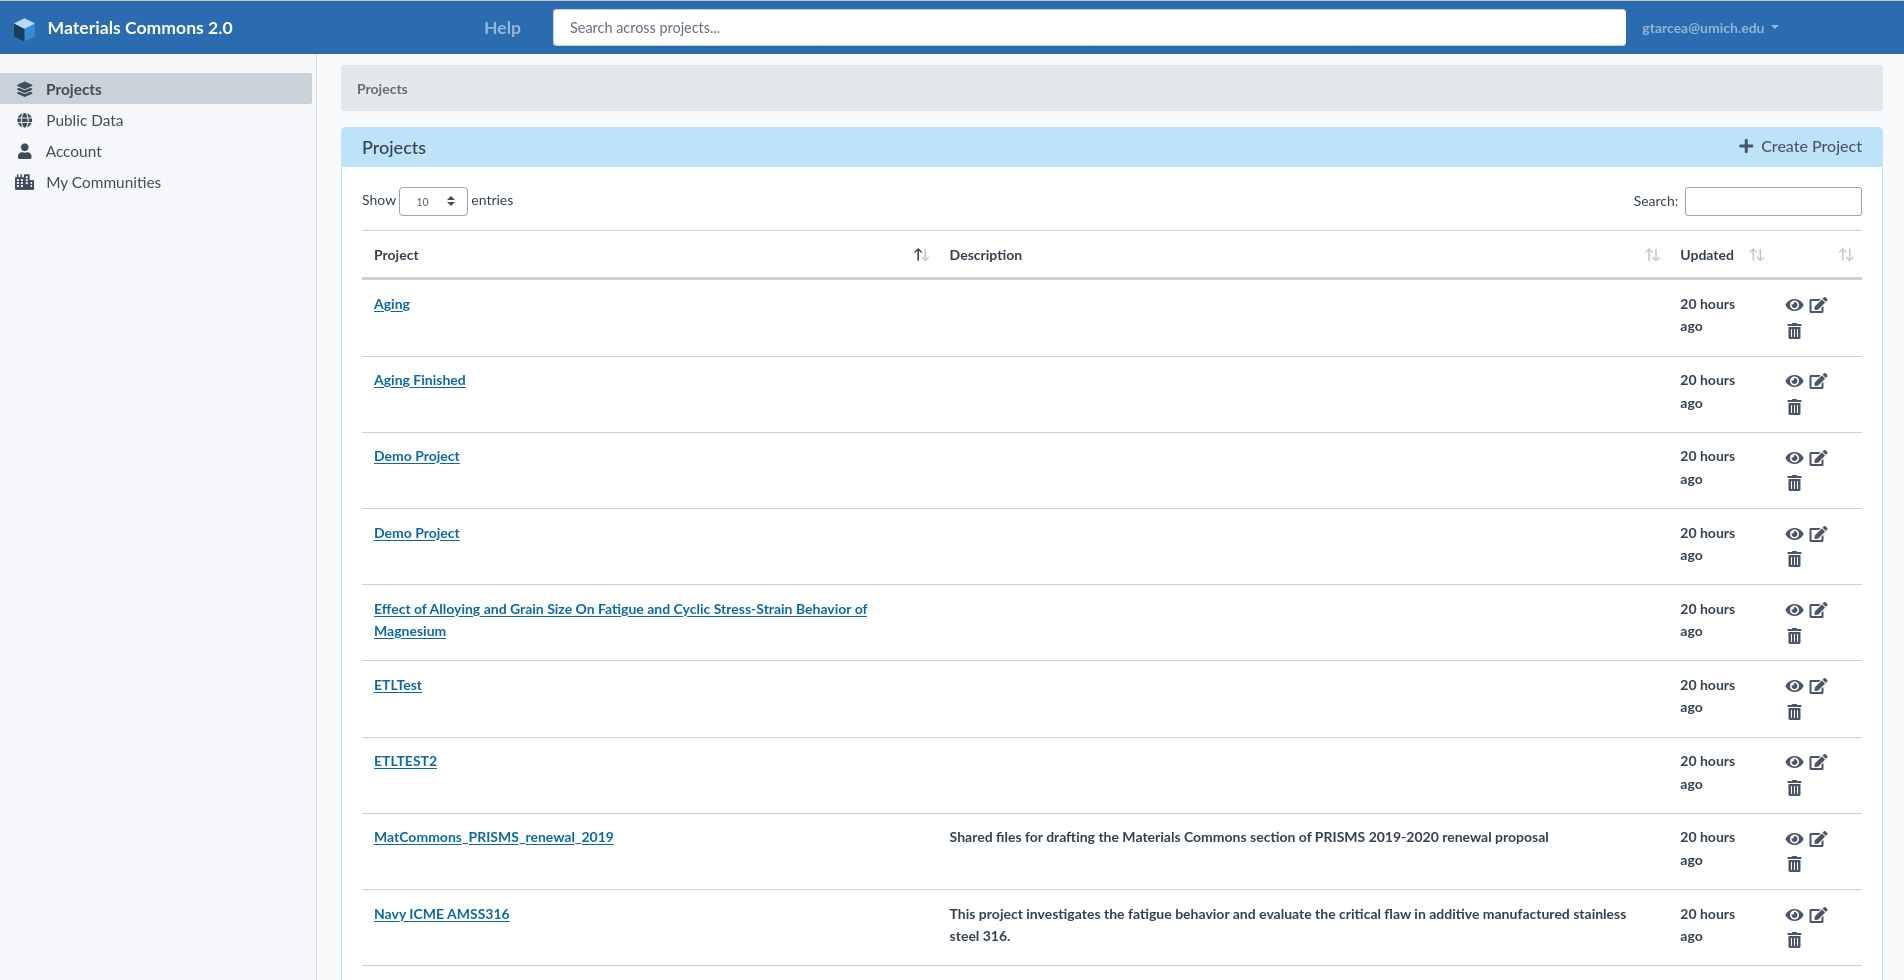 Materials Commons 2.0
Help
Search across projects...
gtarcea@umich.edu
Projects
Public Data
Account
My Communities
Projects
Projects
Create Project
Show 10 entries
Search:
Project Description Updated
Aging 20 hours
ago
Aging Finished 20 hours
ago
Demo Project 20 hours
ago
Demo Project 20 hours
ago
Effect of Alloying and Grain Size On Fatigue and Cyclic Stress-Strain Behavior of 20 hours
Magnesium ago
ETLTest 20 hours
ago
ETLTEST2 20 hours
ago
MatCommons_PRISMS_renewal_2019 Shared files for drafting the Materials Commons section of PRISMS 2019-2020 renewal proposal 20 hours
ago
Navy ICME AMSS316 This project investigates the fatigue behavior and evaluate the critical flaw in additive manufactured stainless 20 hours
steel 316. ago